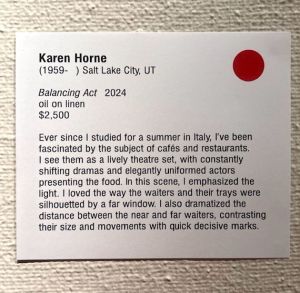 Karen Horne
(1959- ) Salt Lake City, UT
Balancing Act 2024
oil on linen
$2,500
Ever since I studied for a summer in Italy, I've been
fascinated by the subject of cafés and restaurants.
I see them as a lively theatre set, with constantly
shifting dramas and elegantly uniformed actors
presenting the food. In this scene, I emphasized the
light. I loved the way the waiters and their trays were
silhouetted by a far window. I also dramatized the
distance between the near and far waiters, contrasting
their size and movements with quick decisive marks.